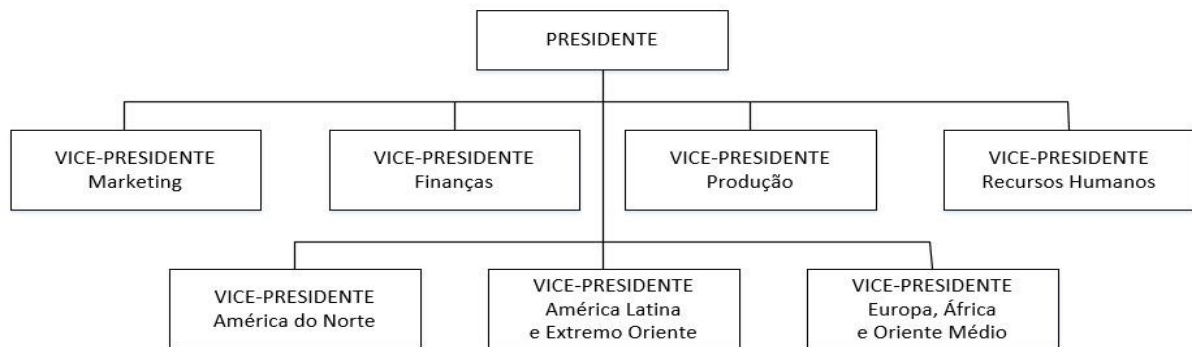 PRESIDENTE
VICE-PRESIDENTE
Marketing
VICE-PRESIDENTE
Finanças
VICE-PRESIDENTE
Produção
VICE-PRESIDENTE
Recursos Humanos
VICE-PRESIDENTE
América do Norte
VICE-PRESIDENTE
América Latina
e Extremo Oriente
VICE-PRESIDENTE
Europa, África
e Oriente Médio